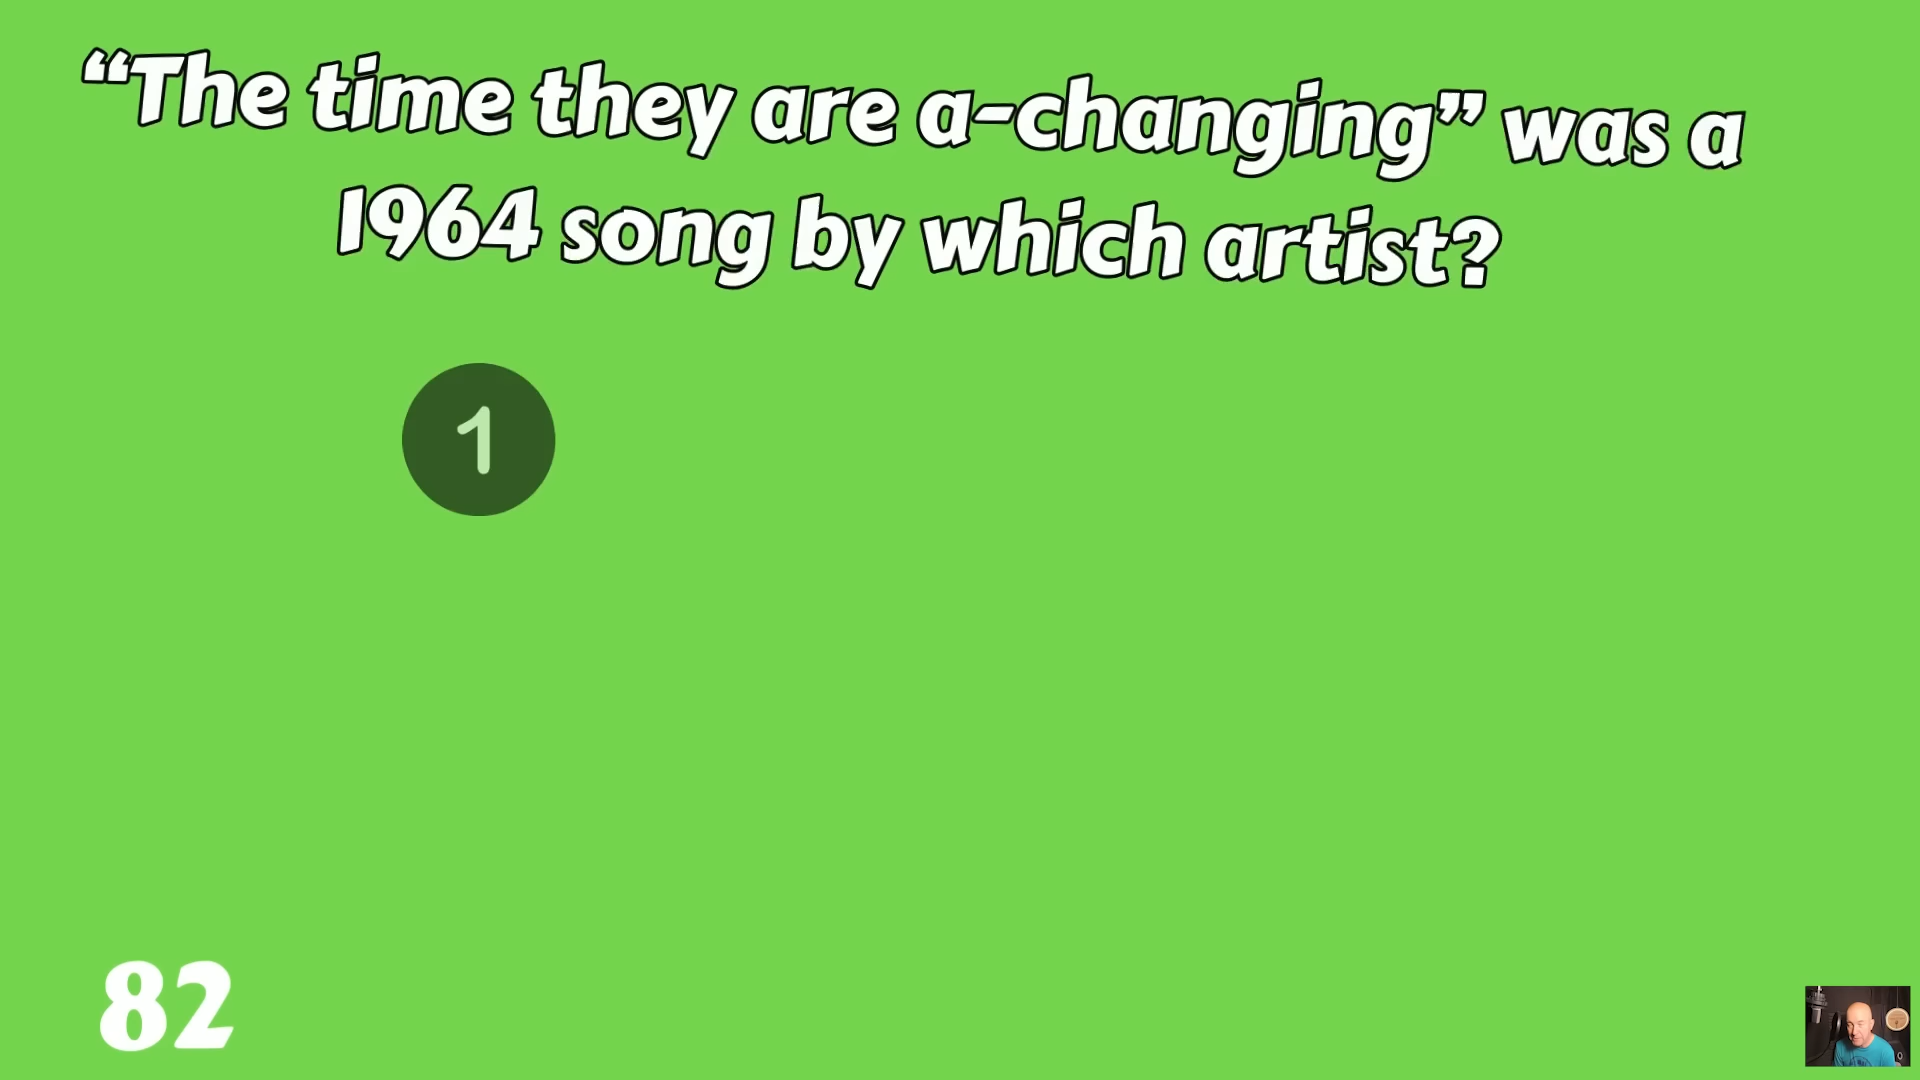 “The time they are a-changing” was a
1964 song by which artist?
1
82